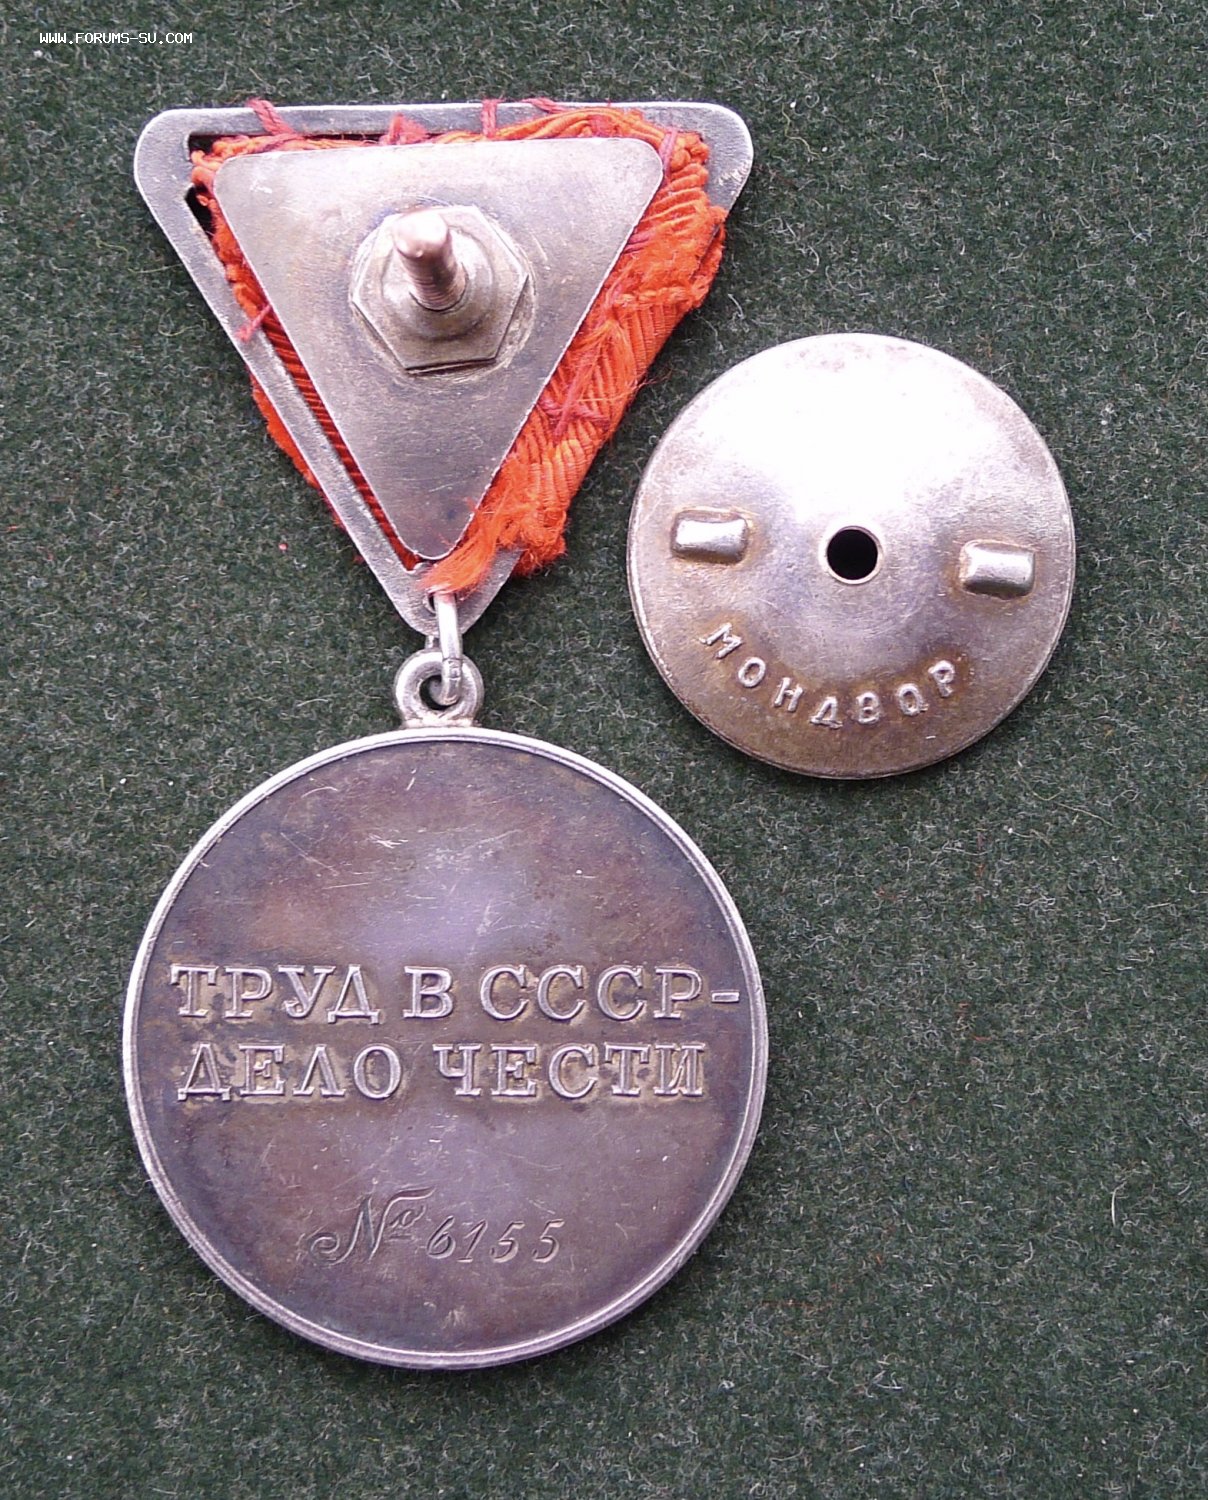 WWW.FORUMS-SU.COM
МОНДВОР
ТРУД В СССР-
ДЕЛО ЧЕСТИ
№ 6155